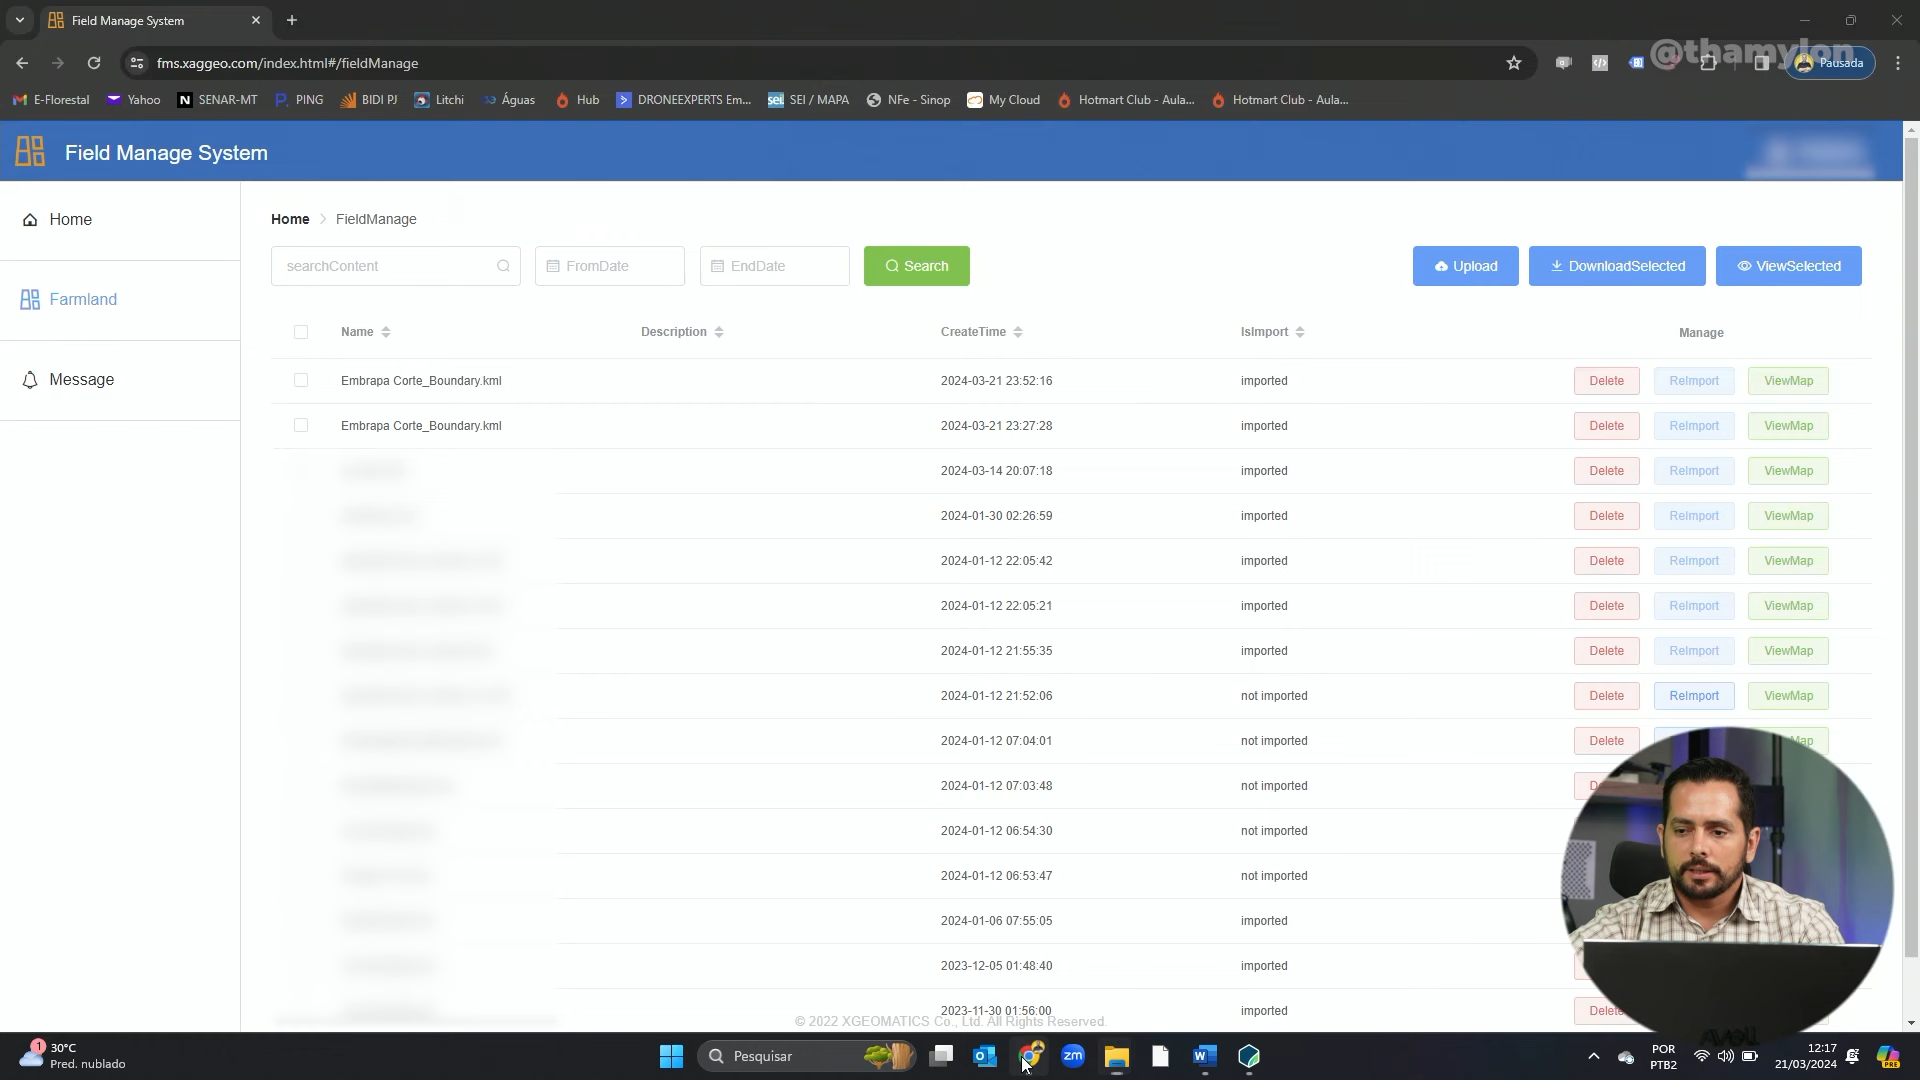 Field Manage System
fms.xaggeo.com/index.html#/fieldManage
@thamylon
Pausada
E-Florestal Yahoo SENAR-MT PING BIDI PJ Litchi Águas Hub DRONEEXPERTS Em... SEI / MAPA NFe - Sinop My Cloud Hotmart Club - Aula... Hotmart Club - Aula...
Field Manage System
Home
Farmland
Message
Home > FieldManage
searchContent FromDate EndDate Search Upload DownloadSelected ViewSelected
Name Description CreateTime IsImport Manage
Embrapa Corte_Boundary.kml 2024-03-21 23:52:16 imported Delete ReImport ViewMap
Embrapa Corte_Boundary.kml 2024-03-21 23:27:28 imported Delete ReImport ViewMap
2024-03-14 20:07:18 imported Delete ReImport ViewMap
2024-01-30 02:26:59 imported Delete ReImport ViewMap
2024-01-12 22:05:42 imported Delete ReImport ViewMap
2024-01-12 22:05:21 imported Delete ReImport ViewMap
2024-01-12 21:55:35 imported Delete ReImport ViewMap
2024-01-12 21:52:06 not imported Delete ReImport ViewMap
2024-01-12 07:04:01 not imported Delete Map
2024-01-12 07:03:48 not imported
2024-01-12 06:54:30 not imported
2024-01-12 06:53:47 not imported
2024-01-06 07:55:05 imported
2023-12-05 01:48:40 imported
2023-11-30 01:56:00 imported Delete
© 2022 XGEOMATICS Co., Ltd. All Rights Reserved.
1
30°C
Pred. nublado
Pesquisar
zm
POR
PTB2
12:17
21/03/2024
PRE